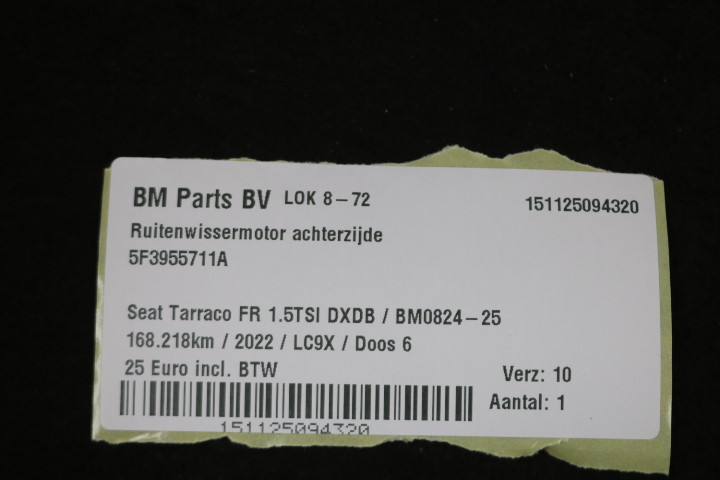 BM Parts BV LOK 8-72 151125094320
Ruitenwissermotor achterzijde
5F3955711A
Seat Tarraco FR 1.5TSI DXDB / BM0824-25
168.218km / 2022 / LC9X / Doos 6
25 Euro incl. BTW Verz: 10
Aantal: 1
151125094320